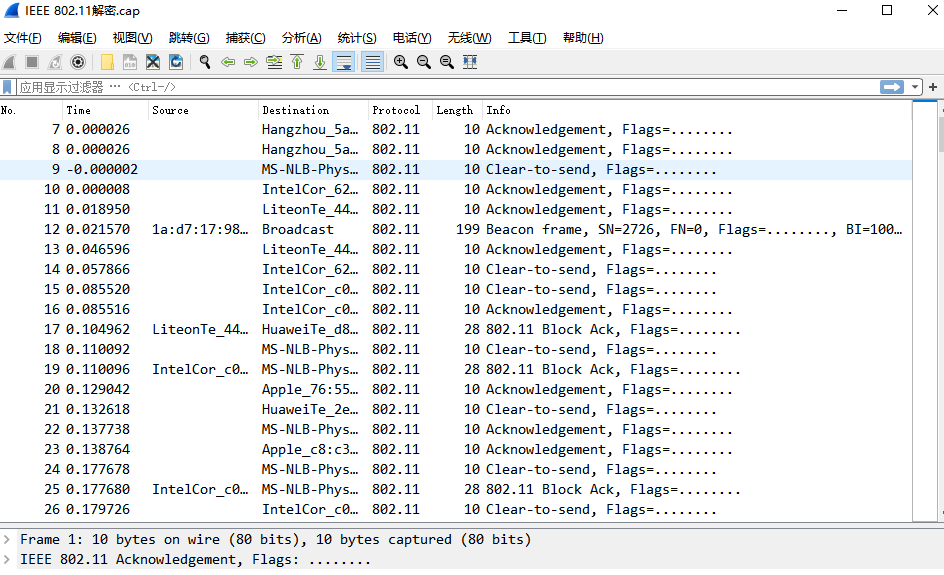 IEEE 802.11解密.cap
文件(F) 编辑(E) 视图(V) 跳转(G) 捕获(C) 分析(A) 统计(S) 电话(Y) 无线(W) 工具(T) 帮助(H)
应用显示过滤器 … <Ctrl-/>
No. Time Source Destination Protocol Length Info
7 0.000026 Hangzhou_5a… 802.11 10 Acknowledgement, Flags=........
8 0.000026 Hangzhou_5a… 802.11 10 Acknowledgement, Flags=........
9 -0.000002 MS-NLB-Phys… 802.11 10 Clear-to-send, Flags=........
10 0.000008 IntelCor_62… 802.11 10 Acknowledgement, Flags=........
11 0.018950 LiteonTe_44… 802.11 10 Acknowledgement, Flags=........
12 0.021570 1a:d7:17:98… Broadcast 802.11 199 Beacon frame, SN=2726, FN=0, Flags=........, BI=100…
13 0.046596 LiteonTe_44… 802.11 10 Acknowledgement, Flags=........
14 0.057866 IntelCor_62… 802.11 10 Clear-to-send, Flags=........
15 0.085520 IntelCor_c0… 802.11 10 Clear-to-send, Flags=........
16 0.085516 IntelCor_c0… 802.11 10 Acknowledgement, Flags=........
17 0.104962 LiteonTe_44… HuaweiTe_d8… 802.11 28 802.11 Block Ack, Flags=........
18 0.110092 MS-NLB-Phys… 802.11 10 Clear-to-send, Flags=........
19 0.110096 IntelCor_c0… MS-NLB-Phys… 802.11 28 802.11 Block Ack, Flags=........
20 0.129042 Apple_76:55… 802.11 10 Acknowledgement, Flags=........
21 0.132618 HuaweiTe_2e… 802.11 10 Clear-to-send, Flags=........
22 0.137738 MS-NLB-Phys… 802.11 10 Acknowledgement, Flags=........
23 0.138764 Apple_c8:c3… 802.11 10 Acknowledgement, Flags=........
24 0.177678 MS-NLB-Phys… 802.11 10 Clear-to-send, Flags=........
25 0.177680 IntelCor_c0… MS-NLB-Phys… 802.11 28 802.11 Block Ack, Flags=........
26 0.179726 IntelCor_c0… 802.11 10 Clear-to-send, Flags=........
Frame 1: 10 bytes on wire (80 bits), 10 bytes captured (80 bits)
IEEE 802.11 Acknowledgement, Flags: ........